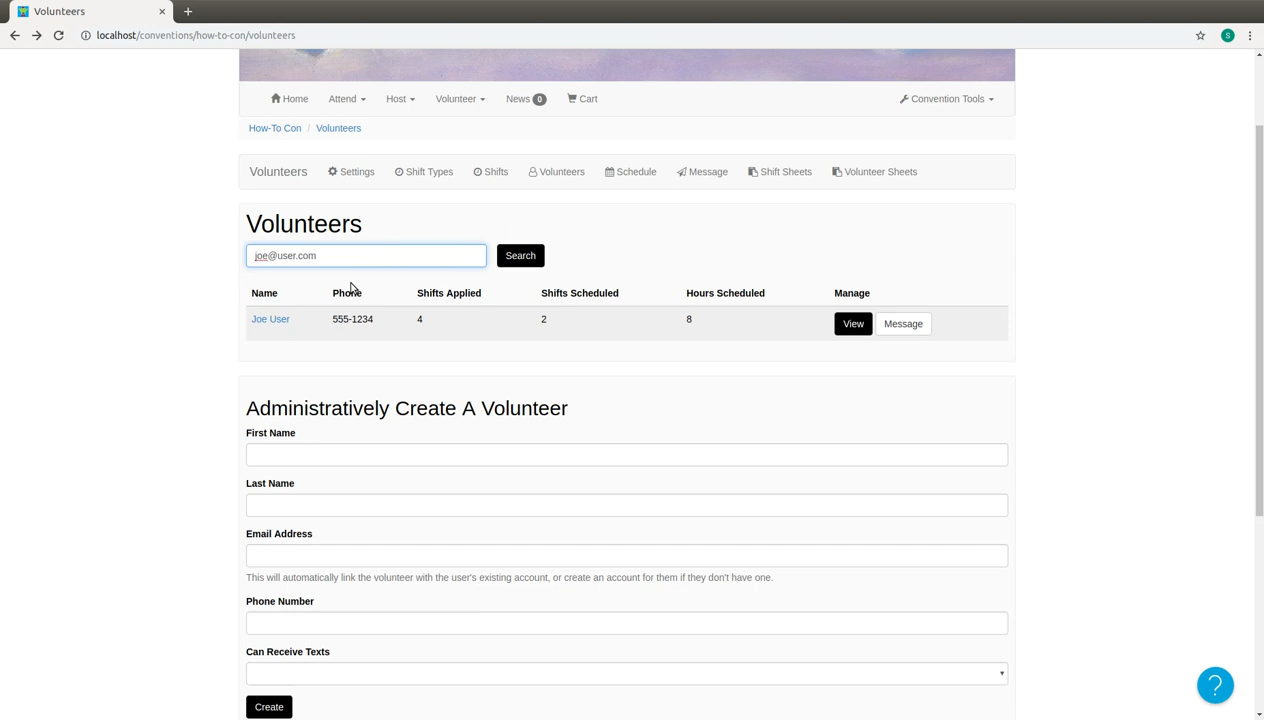 Volunteers
localhost/conventions/how-to-con/volunteers
S
Home Attend Host Volunteer News 0 Cart Convention Tools
How-To Con / Volunteers
Volunteers Settings Shift Types Shifts Volunteers Schedule Message Shift Sheets Volunteer Sheets
Volunteers
joe@user.com Search
Name Phone Shifts Applied Shifts Scheduled Hours Scheduled Manage
Joe User 555-1234 4 2 8 View Message
Administratively Create A Volunteer
First Name
Last Name
Email Address
This will automatically link the volunteer with the user's existing account, or create an account for them if they don't have one.
Phone Number
Can Receive Texts
Create
?